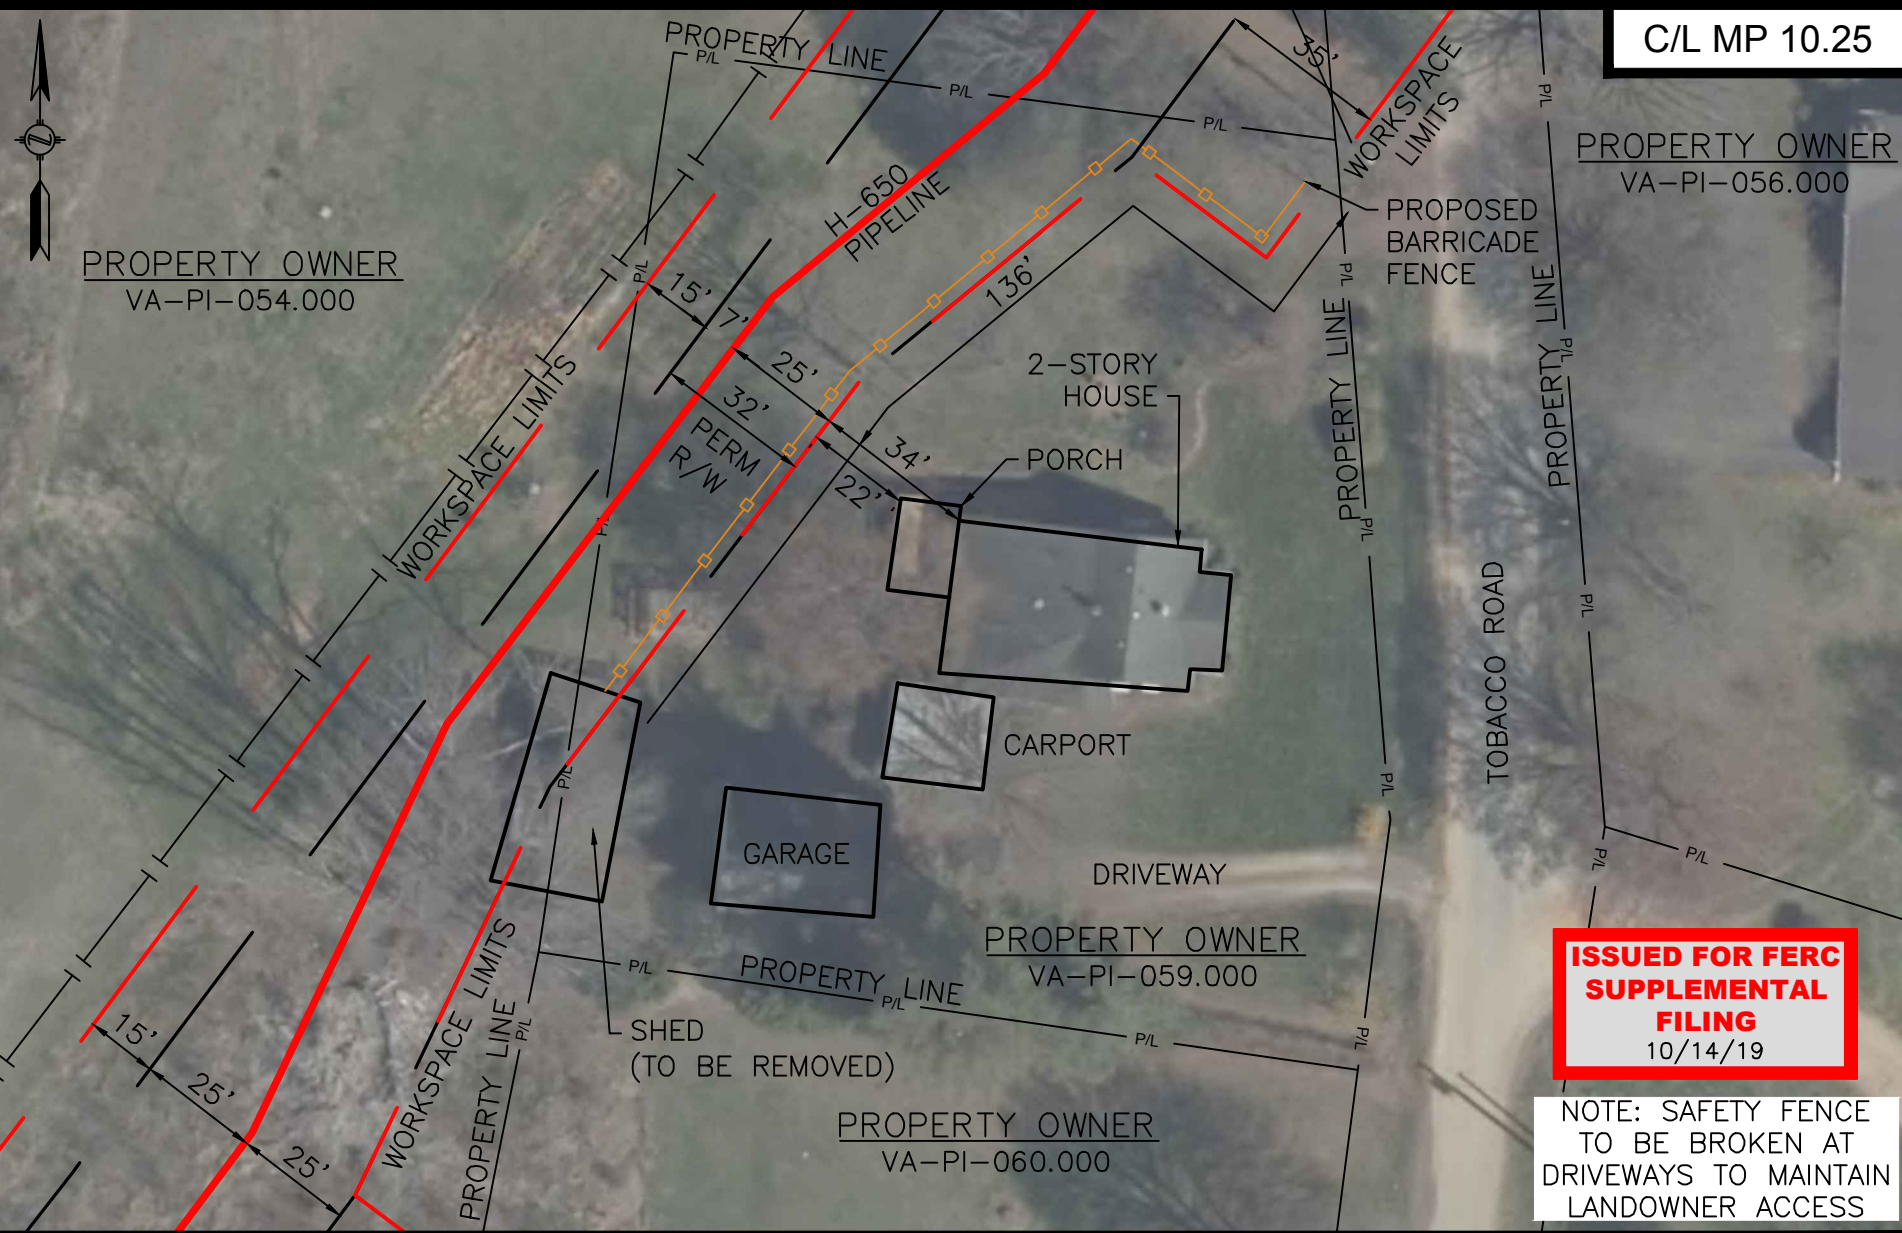 C/L MP 10.25
PROPERTY LINE
P/L
P/L
P/L
35'
WORKSPACE
LIMITS
P/L
PROPERTY OWNER
VA-PI-056.000
H-650
PIPELINE
PROPOSED
BARRICADE
FENCE
PROPERTY OWNER
VA-PI-054.000
P/L
15'
7'
136'
P/L
PROPERTY LINE
PROPERTY LINE
P/L
25'
32'
PERM
R/W
34'
22'
2-STORY
HOUSE
PORCH
WORKSPACE LIMITS
P/L
P/L
P/L
TOBACCO ROAD
P/L
P/L
CARPORT
GARAGE
DRIVEWAY
P/L
P/L
PROPERTY OWNER
VA-PI-059.000
P/L
PROPERTY LINE
P/L
P/L
P/L
WORKSPACE LIMITS
PROPERTY LINE
P/L
SHED
(TO BE REMOVED)
15'
25'
25'
PROPERTY OWNER
VA-PI-060.000
ISSUED FOR FERC
SUPPLEMENTAL
FILING
10/14/19
NOTE: SAFETY FENCE
TO BE BROKEN AT
DRIVEWAYS TO MAINTAIN
LANDOWNER ACCESS